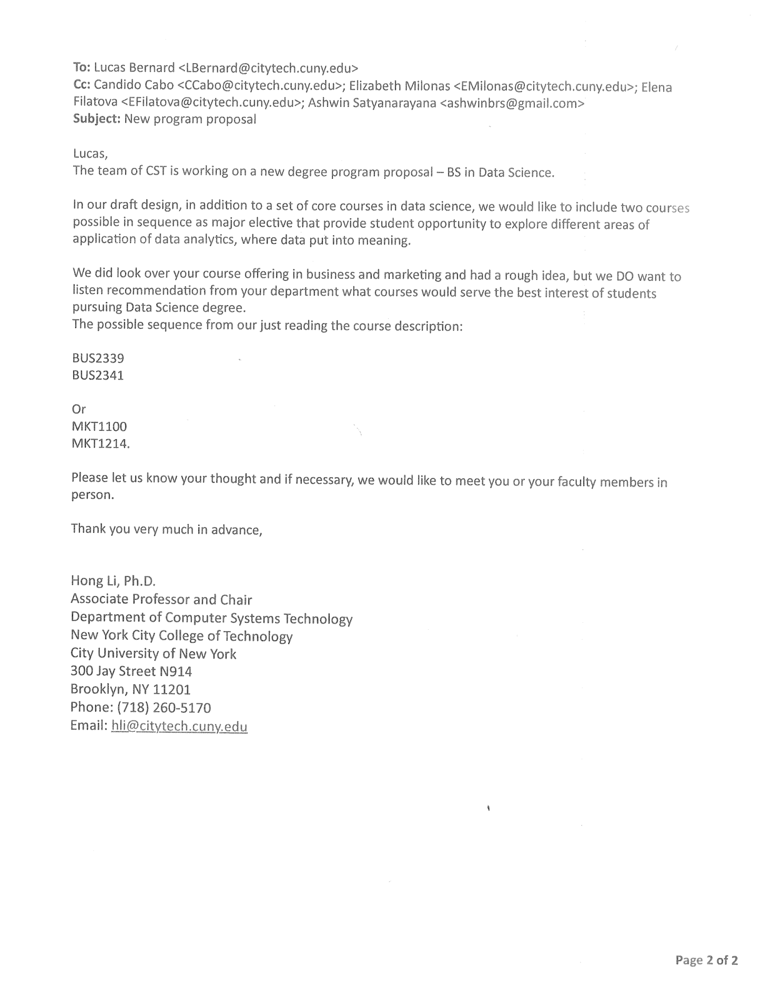 To: Lucas Bernard <LBernard@citytech.cuny.edu>
Cc: Candido Cabo <CCabo@citytech.cuny.edu>; Elizabeth Milonas <EMilonas@citytech.cuny.edu>; Elena
Filatova <EFilatova@citytech.cuny.edu>; Ashwin Satyanarayana <ashwinbrs@gmail.com>
Subject: New program proposal
Lucas,
The team of CST is working on a new degree program proposal – BS in Data Science.
In our draft design, in addition to a set of core courses in data science, we would like to include two courses
possible in sequence as major elective that provide student opportunity to explore different areas of
application of data analytics, where data put into meaning.
We did look over your course offering in business and marketing and had a rough idea, but we DO want to
listen recommendation from your department what courses would serve the best interest of students
pursuing Data Science degree.
The possible sequence from our just reading the course description:
BUS2339
BUS2341
Or
MKT1100
MKT1214.
Please let us know your thought and if necessary, we would like to meet you or your faculty members in
person.
Thank you very much in advance,
Hong Li, Ph.D.
Associate Professor and Chair
Department of Computer Systems Technology
New York City College of Technology
City University of New York
300 Jay Street N914
Brooklyn, NY 11201
Phone: (718) 260-5170
Email: hli@citytech.cuny.edu
Page 2 of 2